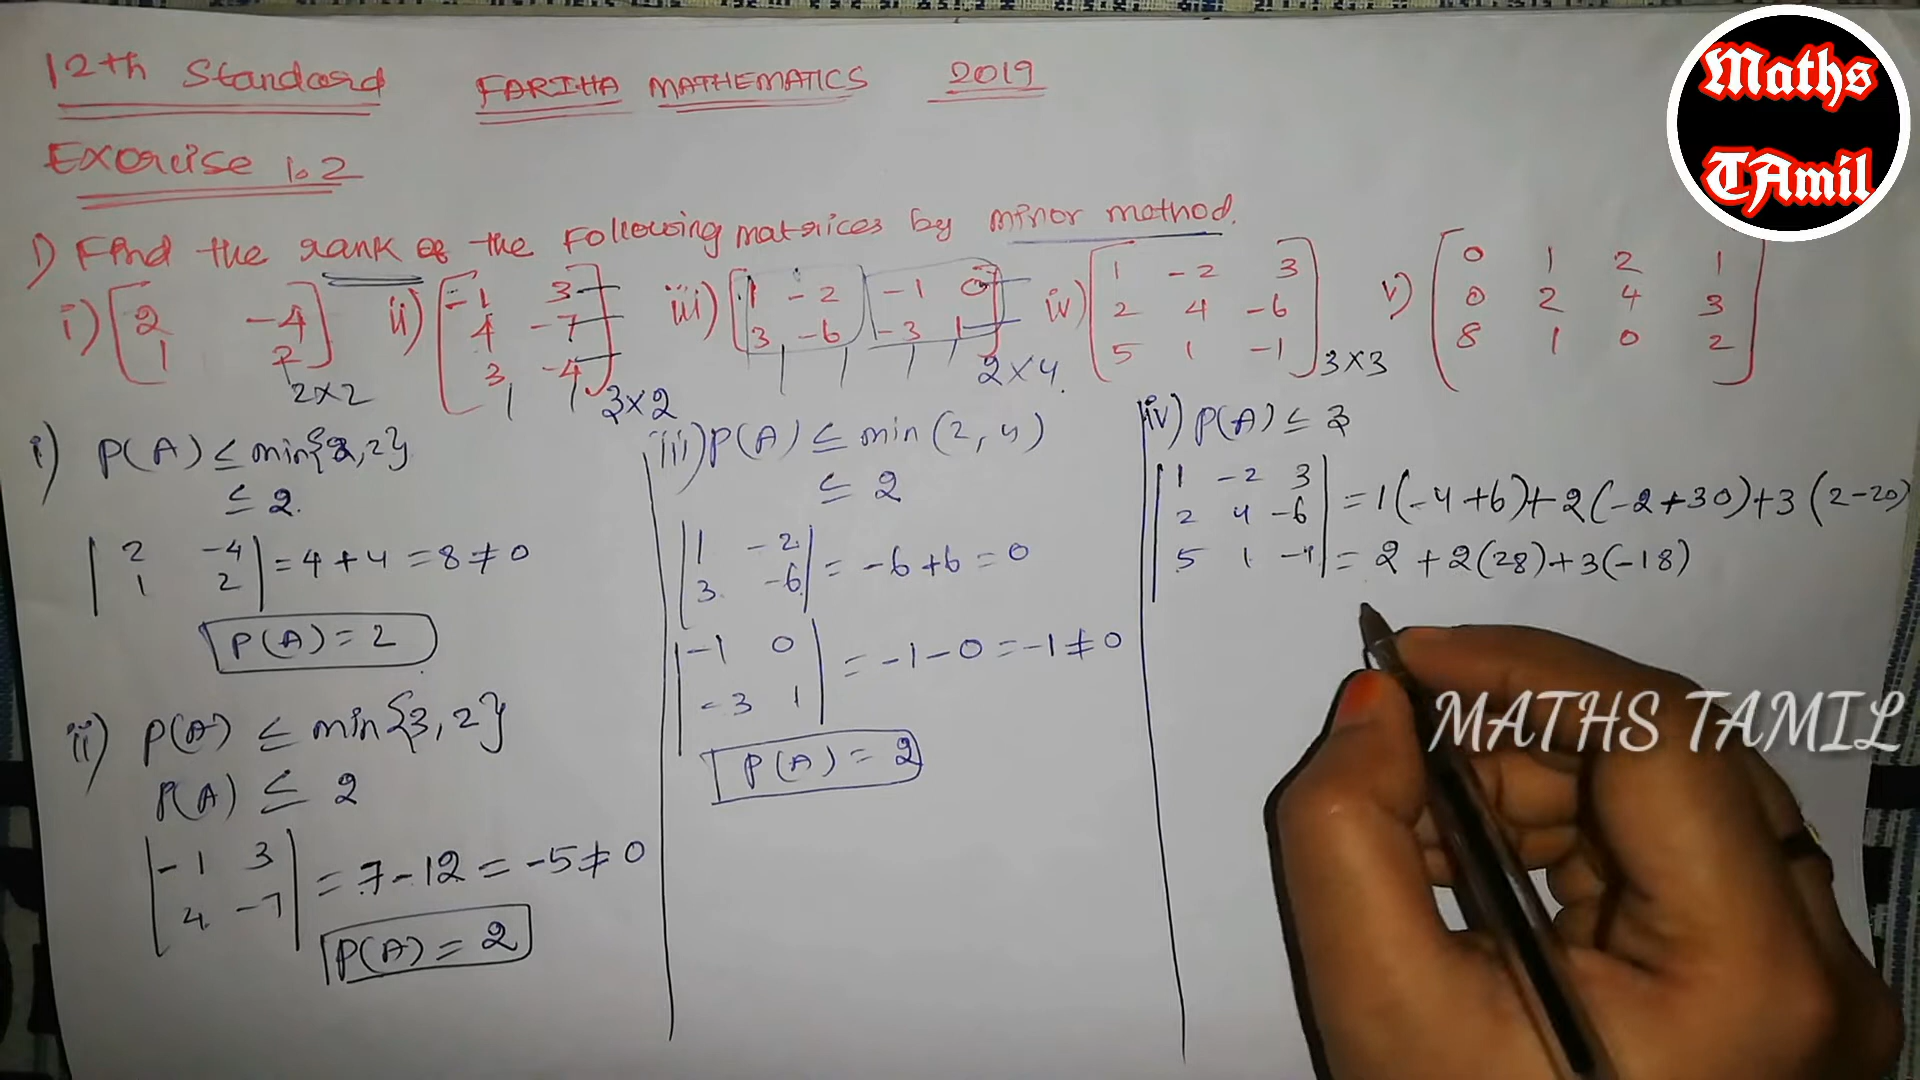 12th Standard FARIHA MATHEMATICS 2019
Exercise 1.2
1) Find the rank of the following matrices by minor method.
i) [2 -4
1 2] 2×2
ii) [-1 3
4 -7
3 -4] 3×2
iii) [1 -2 -1 0
3 -6 -3 1] 2×4
iv) [1 -2 3
2 4 -6
5 1 -1] 3×3
v) [0 1 2 1
0 2 4 3
8 1 0 2]
i) P(A) ≤ min{2,2}
≤ 2.
|2 -4
1 2| = 4+4 = 8 ≠ 0
P(A) = 2
ii) P(A) ≤ min{3,2}
P(A) ≤ 2
|-1 3
4 -7| = 7-12 = -5 ≠ 0
P(A) = 2
iii) P(A) ≤ min(2,4)
≤ 2
|1 -2
3 -6| = -6+6 = 0
|-1 0
-3 1| = -1-0 = -1 ≠ 0
P(A) = 2
iv) P(A) ≤ 3
|1 -2 3
2 4 -6
5 1 -1| = 1(-4+6)+2(-2+30)+3(2-20)
= 2+2(28)+3(-18)
Maths
TAmil
MATHS TAMIL